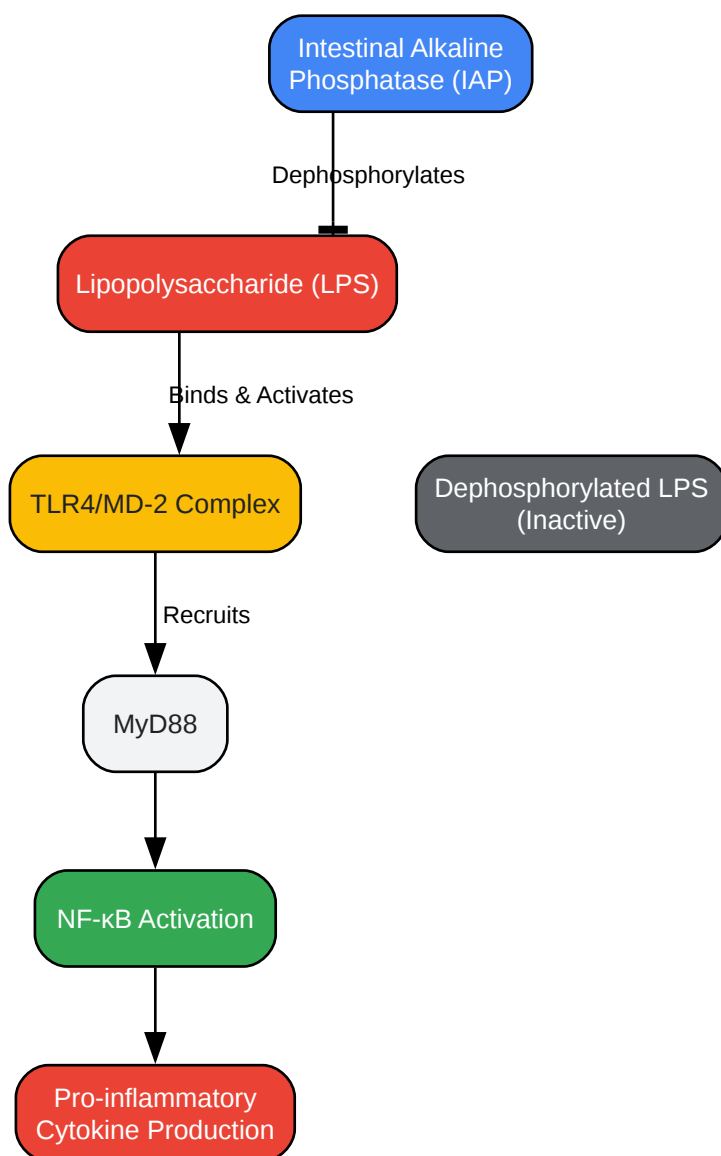 Intestinal Alkaline
Phosphatase (IAP)
Dephosphorylates
Lipopolysaccharide (LPS)
Binds & Activates
TLR4/MD-2 Complex
Dephosphorylated LPS
(Inactive)
Recruits
MyD88
NF-κB Activation
Pro-inflammatory
Cytokine Production